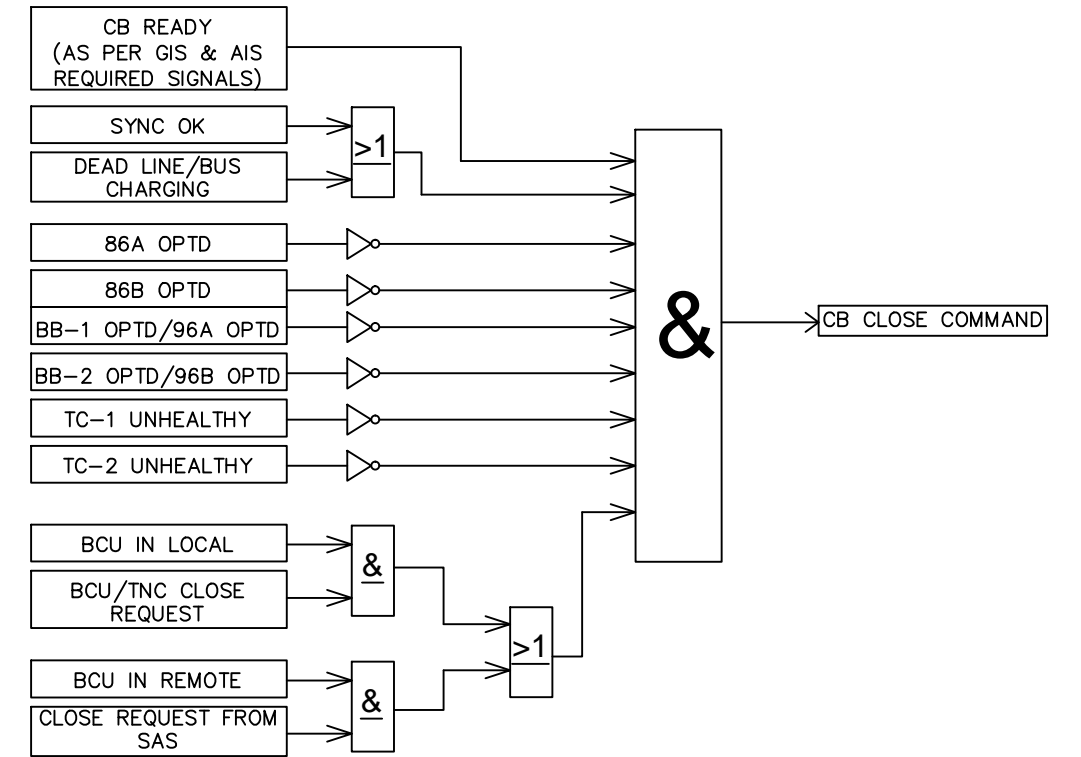 CB READY
(AS PER GIS & AIS
REQUIRED SIGNALS)
SYNC OK
DEAD LINE/BUS
CHARGING
>1
86A OPTD
86B OPTD
BB-1 OPTD/96A OPTD
BB-2 OPTD/96B OPTD
TC-1 UNHEALTHY
TC-2 UNHEALTHY
&
CB CLOSE COMMAND
BCU IN LOCAL
BCU/TNC CLOSE
REQUEST
&
>1
BCU IN REMOTE
CLOSE REQUEST FROM
SAS
&